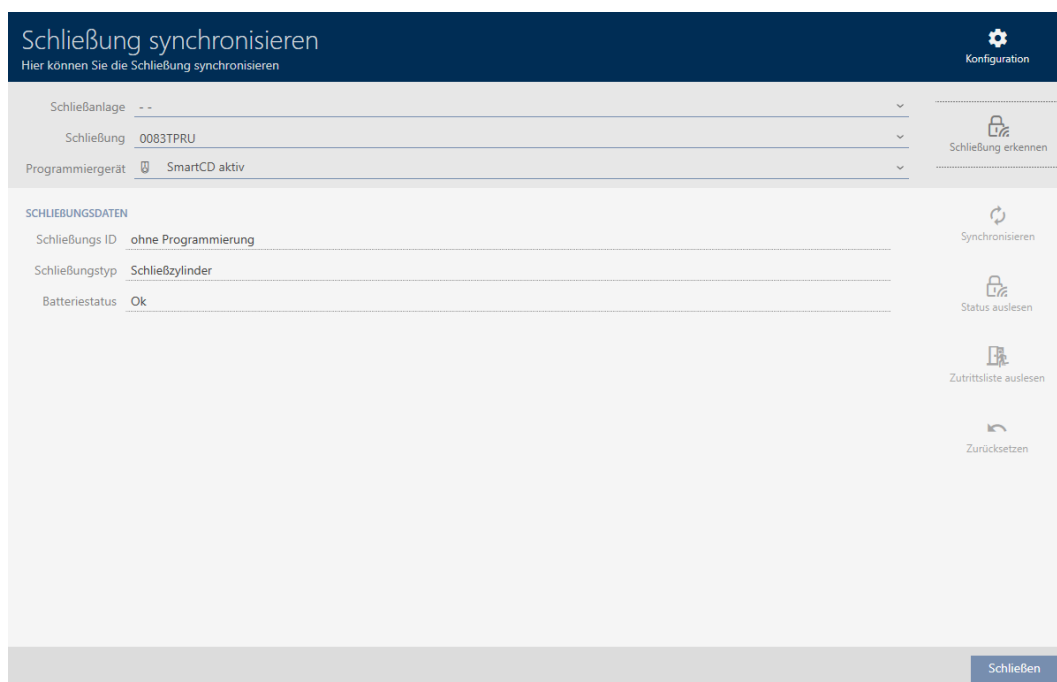 Schließung synchronisieren
Hier können Sie die Schließung synchronisieren
Konfiguration
Schließanlage - -
Schließung 0083TPRU
Programmiergerät SmartCD aktiv
Schließung erkennen
SCHLIEßUNGSDATEN
Schließungs ID ohne Programmierung
Schließungstyp Schließzylinder
Batteriestatus Ok
Synchronisieren
Status auslesen
Zutrittsliste auslesen
Zurücksetzen
Schließen